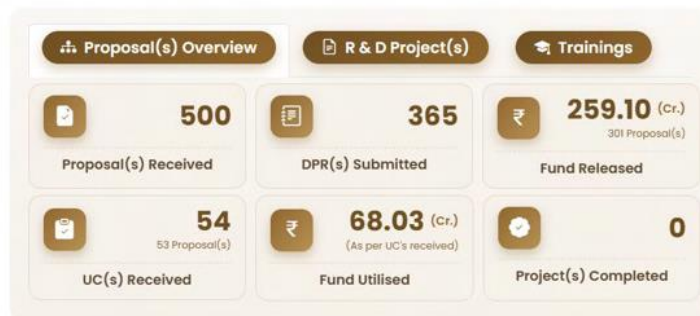 Proposal(s) Overview
R & D Project(s)
Trainings
500
Proposal(s) Received
365
DPR(s) Submitted
259.10 (Cr.)
301 Proposal(s)
Fund Released
54
53 Proposal(s)
UC(s) Received
68.03 (Cr.)
(As per UC's received)
Fund Utilised
0
Project(s) Completed